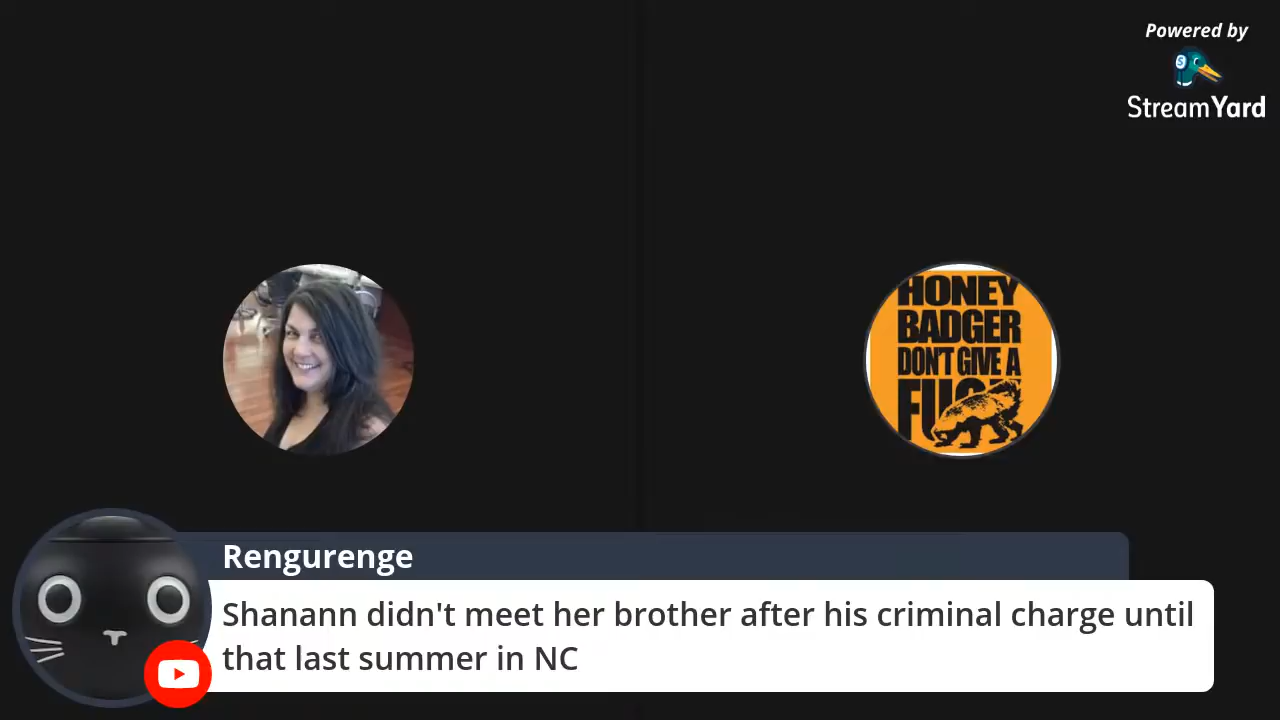 Powered by
StreamYard
HONEY
BADGER
DON'T GIVE A
Rengurenge
Shanann didn't meet her brother after his criminal charge until
that last summer in NC